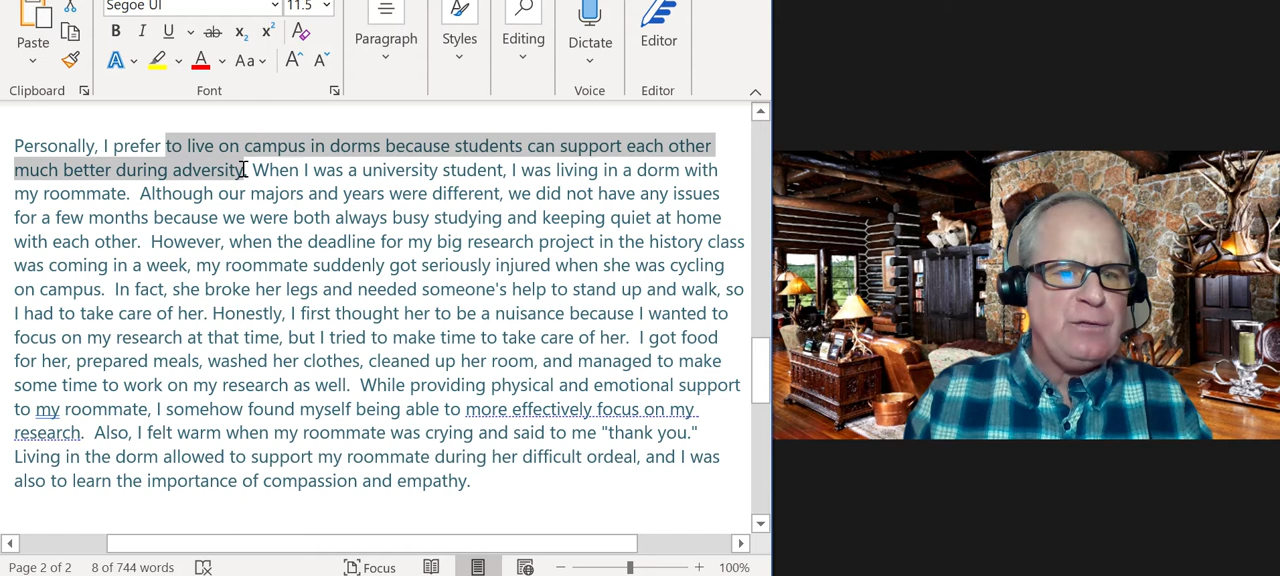 Segoe UI
11.5
Paste
B I U ab x₂ x²
A A Aa A A
Paragraph
Styles
Editing
Dictate
Editor
Clipboard
Font
Voice
Editor
Personally, I prefer to live on campus in dorms because students can support each other
much better during adversity. When I was a university student, I was living in a dorm with
my roommate.  Although our majors and years were different, we did not have any issues
for a few months because we were both always busy studying and keeping quiet at home
with each other.  However, when the deadline for my big research project in the history class
was coming in a week, my roommate suddenly got seriously injured when she was cycling
on campus.  In fact, she broke her legs and needed someone's help to stand up and walk, so
I had to take care of her. Honestly, I first thought her to be a nuisance because I wanted to
focus on my research at that time, but I tried to make time to take care of her.  I got food
for her, prepared meals, washed her clothes, cleaned up her room, and managed to make
some time to work on my research as well.  While providing physical and emotional support
to my roommate, I somehow found myself being able to more effectively focus on my
research.  Also, I felt warm when my roommate was crying and said to me "thank you."
Living in the dorm allowed to support my roommate during her difficult ordeal, and I was
also to learn the importance of compassion and empathy.
Page 2 of 2
8 of 744 words
Focus
100%